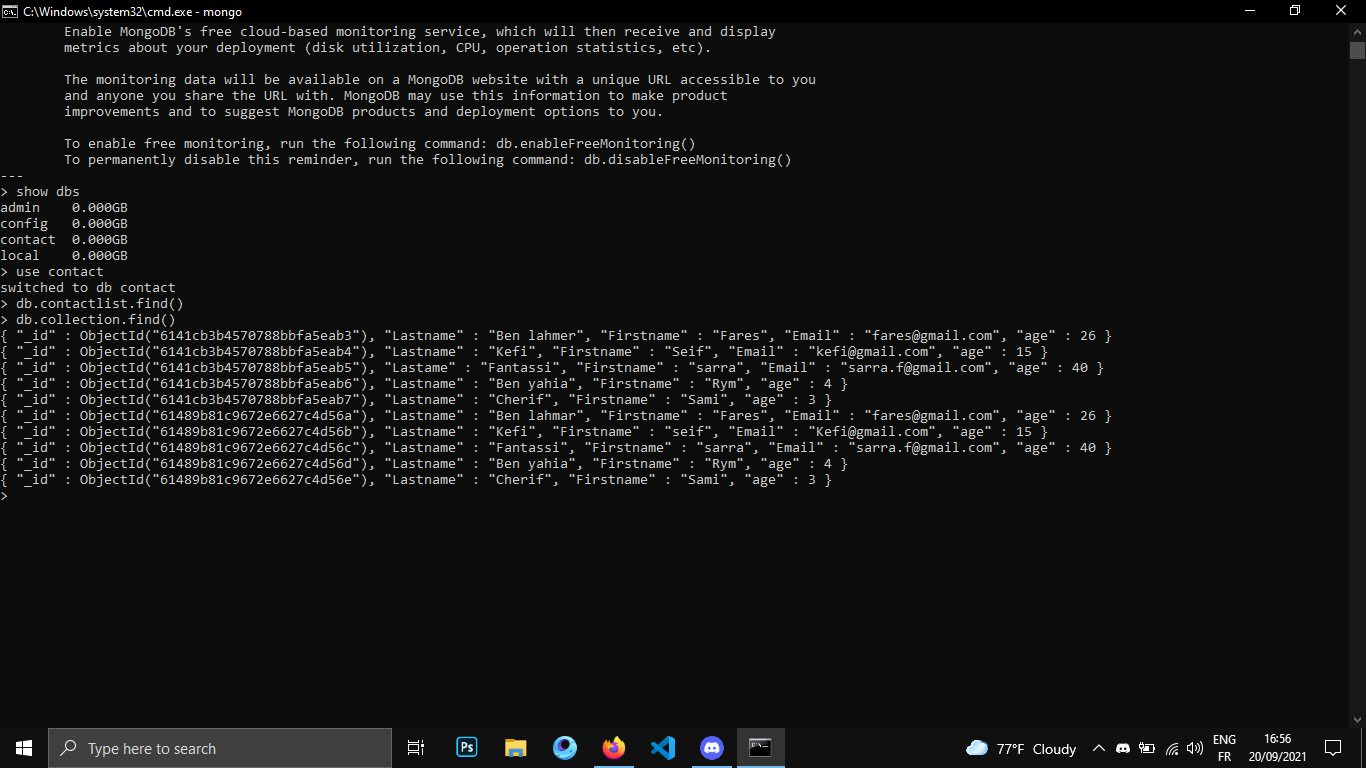 C:\Windows\system32\cmd.exe - mongo
Enable MongoDB's free cloud-based monitoring service, which will then receive and display
metrics about your deployment (disk utilization, CPU, operation statistics, etc).
The monitoring data will be available on a MongoDB website with a unique URL accessible to you
and anyone you share the URL with. MongoDB may use this information to make product
improvements and to suggest MongoDB products and deployment options to you.
To enable free monitoring, run the following command: db.enableFreeMonitoring()
To permanently disable this reminder, run the following command: db.disableFreeMonitoring()
---
> show dbs
admin    0.000GB
config   0.000GB
contact  0.000GB
local    0.000GB
> use contact
switched to db contact
> db.contactlist.find()
> db.collection.find()
{ "_id" : ObjectId("6141cb3b4570788bbfa5eab3"), "Lastname" : "Ben lahmer", "Firstname" : "Fares", "Email" : "fares@gmail.com", "age" : 26 }
{ "_id" : ObjectId("6141cb3b4570788bbfa5eab4"), "Lastname" : "Kefi", "Firstname" : "Seif", "Email" : "kefi@gmail.com", "age" : 15 }
{ "_id" : ObjectId("6141cb3b4570788bbfa5eab5"), "Lastame" : "Fantassi", "Firstname" : "sarra", "Email" : "sarra.f@gmail.com", "age" : 40 }
{ "_id" : ObjectId("6141cb3b4570788bbfa5eab6"), "Lastname" : "Ben yahia", "Firstname" : "Rym", "age" : 4 }
{ "_id" : ObjectId("6141cb3b4570788bbfa5eab7"), "Lastname" : "Cherif", "Firstname" : "Sami", "age" : 3 }
{ "_id" : ObjectId("61489b81c9672e6627c4d56a"), "Lastname" : "Ben lahmar", "Firstname" : "Fares", "Email" : "fares@gmail.com", "age" : 26 }
{ "_id" : ObjectId("61489b81c9672e6627c4d56b"), "Lastname" : "Kefi", "Firstname" : "seif", "Email" : "Kefi@gmail.com", "age" : 15 }
{ "_id" : ObjectId("61489b81c9672e6627c4d56c"), "Lastname" : "Fantassi", "Firstname" : "sarra", "Email" : "sarra.f@gmail.com", "age" : 40 }
{ "_id" : ObjectId("61489b81c9672e6627c4d56d"), "Lastname" : "Ben yahia", "Firstname" : "Rym", "age" : 4 }
{ "_id" : ObjectId("61489b81c9672e6627c4d56e"), "Lastname" : "Cherif", "Firstname" : "Sami", "age" : 3 }
>
Type here to search
Ps
77°F Cloudy
ENG
FR
16:56
20/09/2021